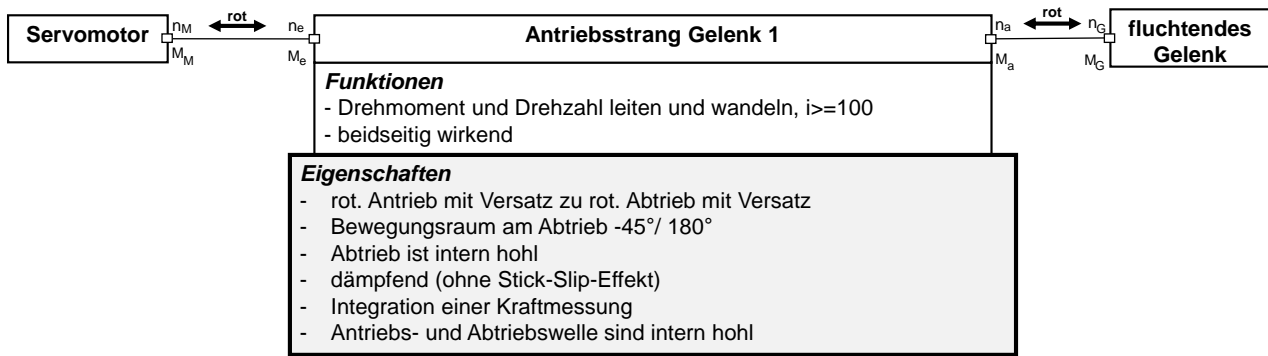 rot
rot
n_M
n_e
n_a
n_G
Servomotor
Antriebsstrang Gelenk 1
fluchtendes
Gelenk
M_M
M_e
M_a
M_G
Funktionen
- Drehmoment und Drehzahl leiten und wandeln, i>=100
- beidseitig wirkend
Eigenschaften
- rot. Antrieb mit Versatz zu rot. Abtrieb mit Versatz
- Bewegungsraum am Abtrieb -45°/ 180°
- Abtrieb ist intern hohl
- dämpfend (ohne Stick-Slip-Effekt)
- Integration einer Kraftmessung
- Antriebs- und Abtriebswelle sind intern hohl